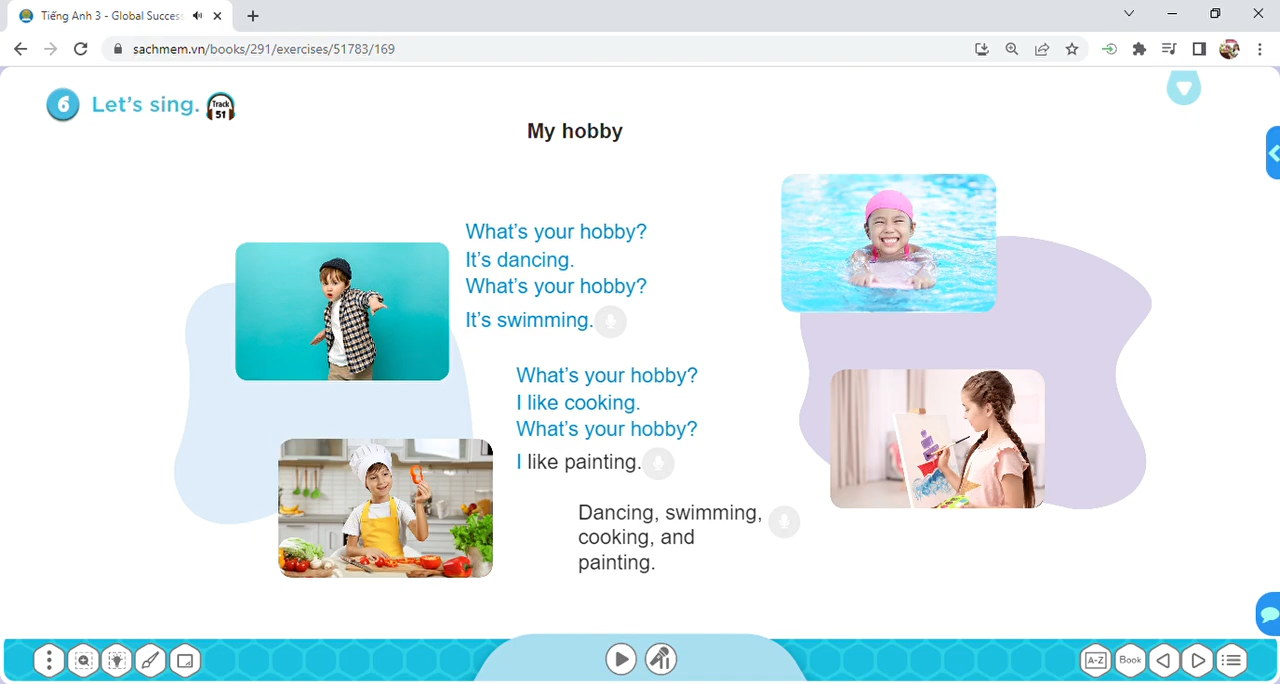 Tiếng Anh 3 - Global Succes
sachmem.vn/books/291/exercises/51783/169
6 Let's sing. Track 51
My hobby
What's your hobby?
It's dancing.
What's your hobby?
It's swimming.
What's your hobby?
I like cooking.
What's your hobby?
I like painting.
Dancing, swimming,
cooking, and
painting.
A-Z Book